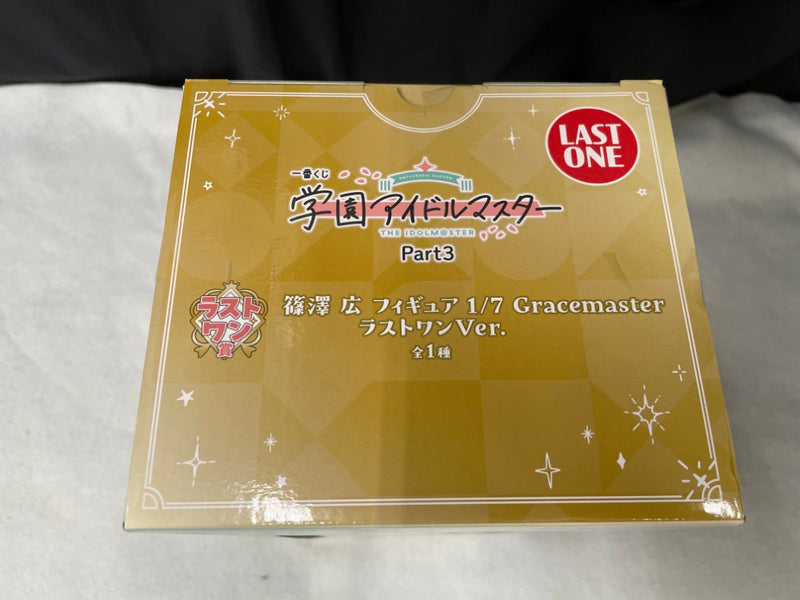 LAST
ONE
一番くじ
学園アイドルマスター
THE IDOLM@STER
Part3
ラスト
ワン
賞
篠澤 広 フィギュア 1/7 Gracemaster
ラストワンVer.
全1種